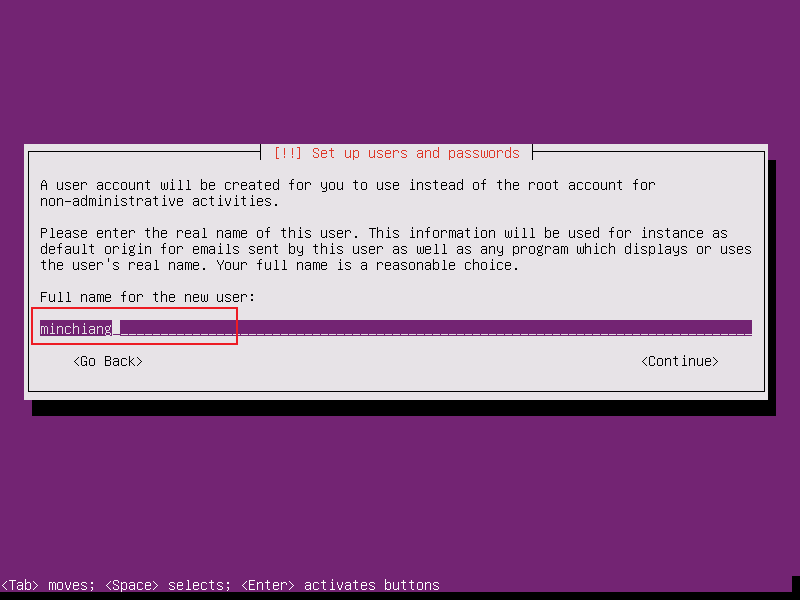 [!!] Set up users and passwords
A user account will be created for you to use instead of the root account for
non-administrative activities.
Please enter the real name of this user. This information will be used for instance as
default origin for emails sent by this user as well as any program which displays or uses
the user's real name. Your full name is a reasonable choice.
Full name for the new user:
minchiang
<Go Back> <Continue>
<Tab> moves; <Space> selects; <Enter> activates buttons